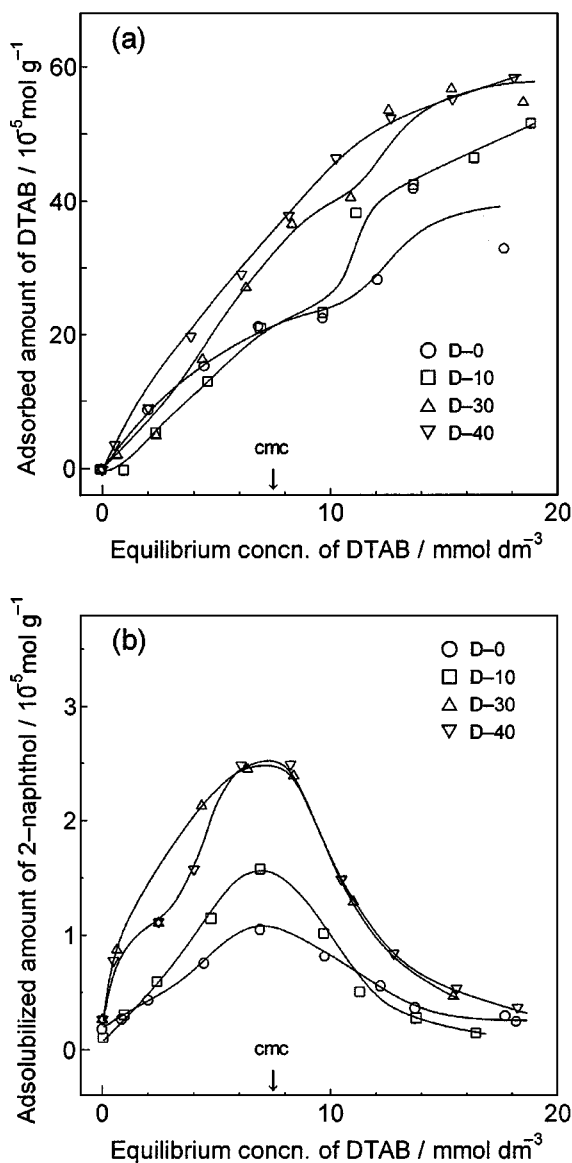 (a)
60
40
20
0
Adsorbed amount of DTAB / 10⁻⁵mol g⁻¹
D–0
D–10
D–30
D–40
cmc
0
10
20
Equilibrium concn. of DTAB / mmol dm⁻³
(b)
D–0
D–10
D–30
D–40
3
2
1
0
Adsolubilized amount of 2–naphthol / 10⁻⁵mol g⁻¹
cmc
0
10
20
Equilibrium concn. of DTAB / mmol dm⁻³